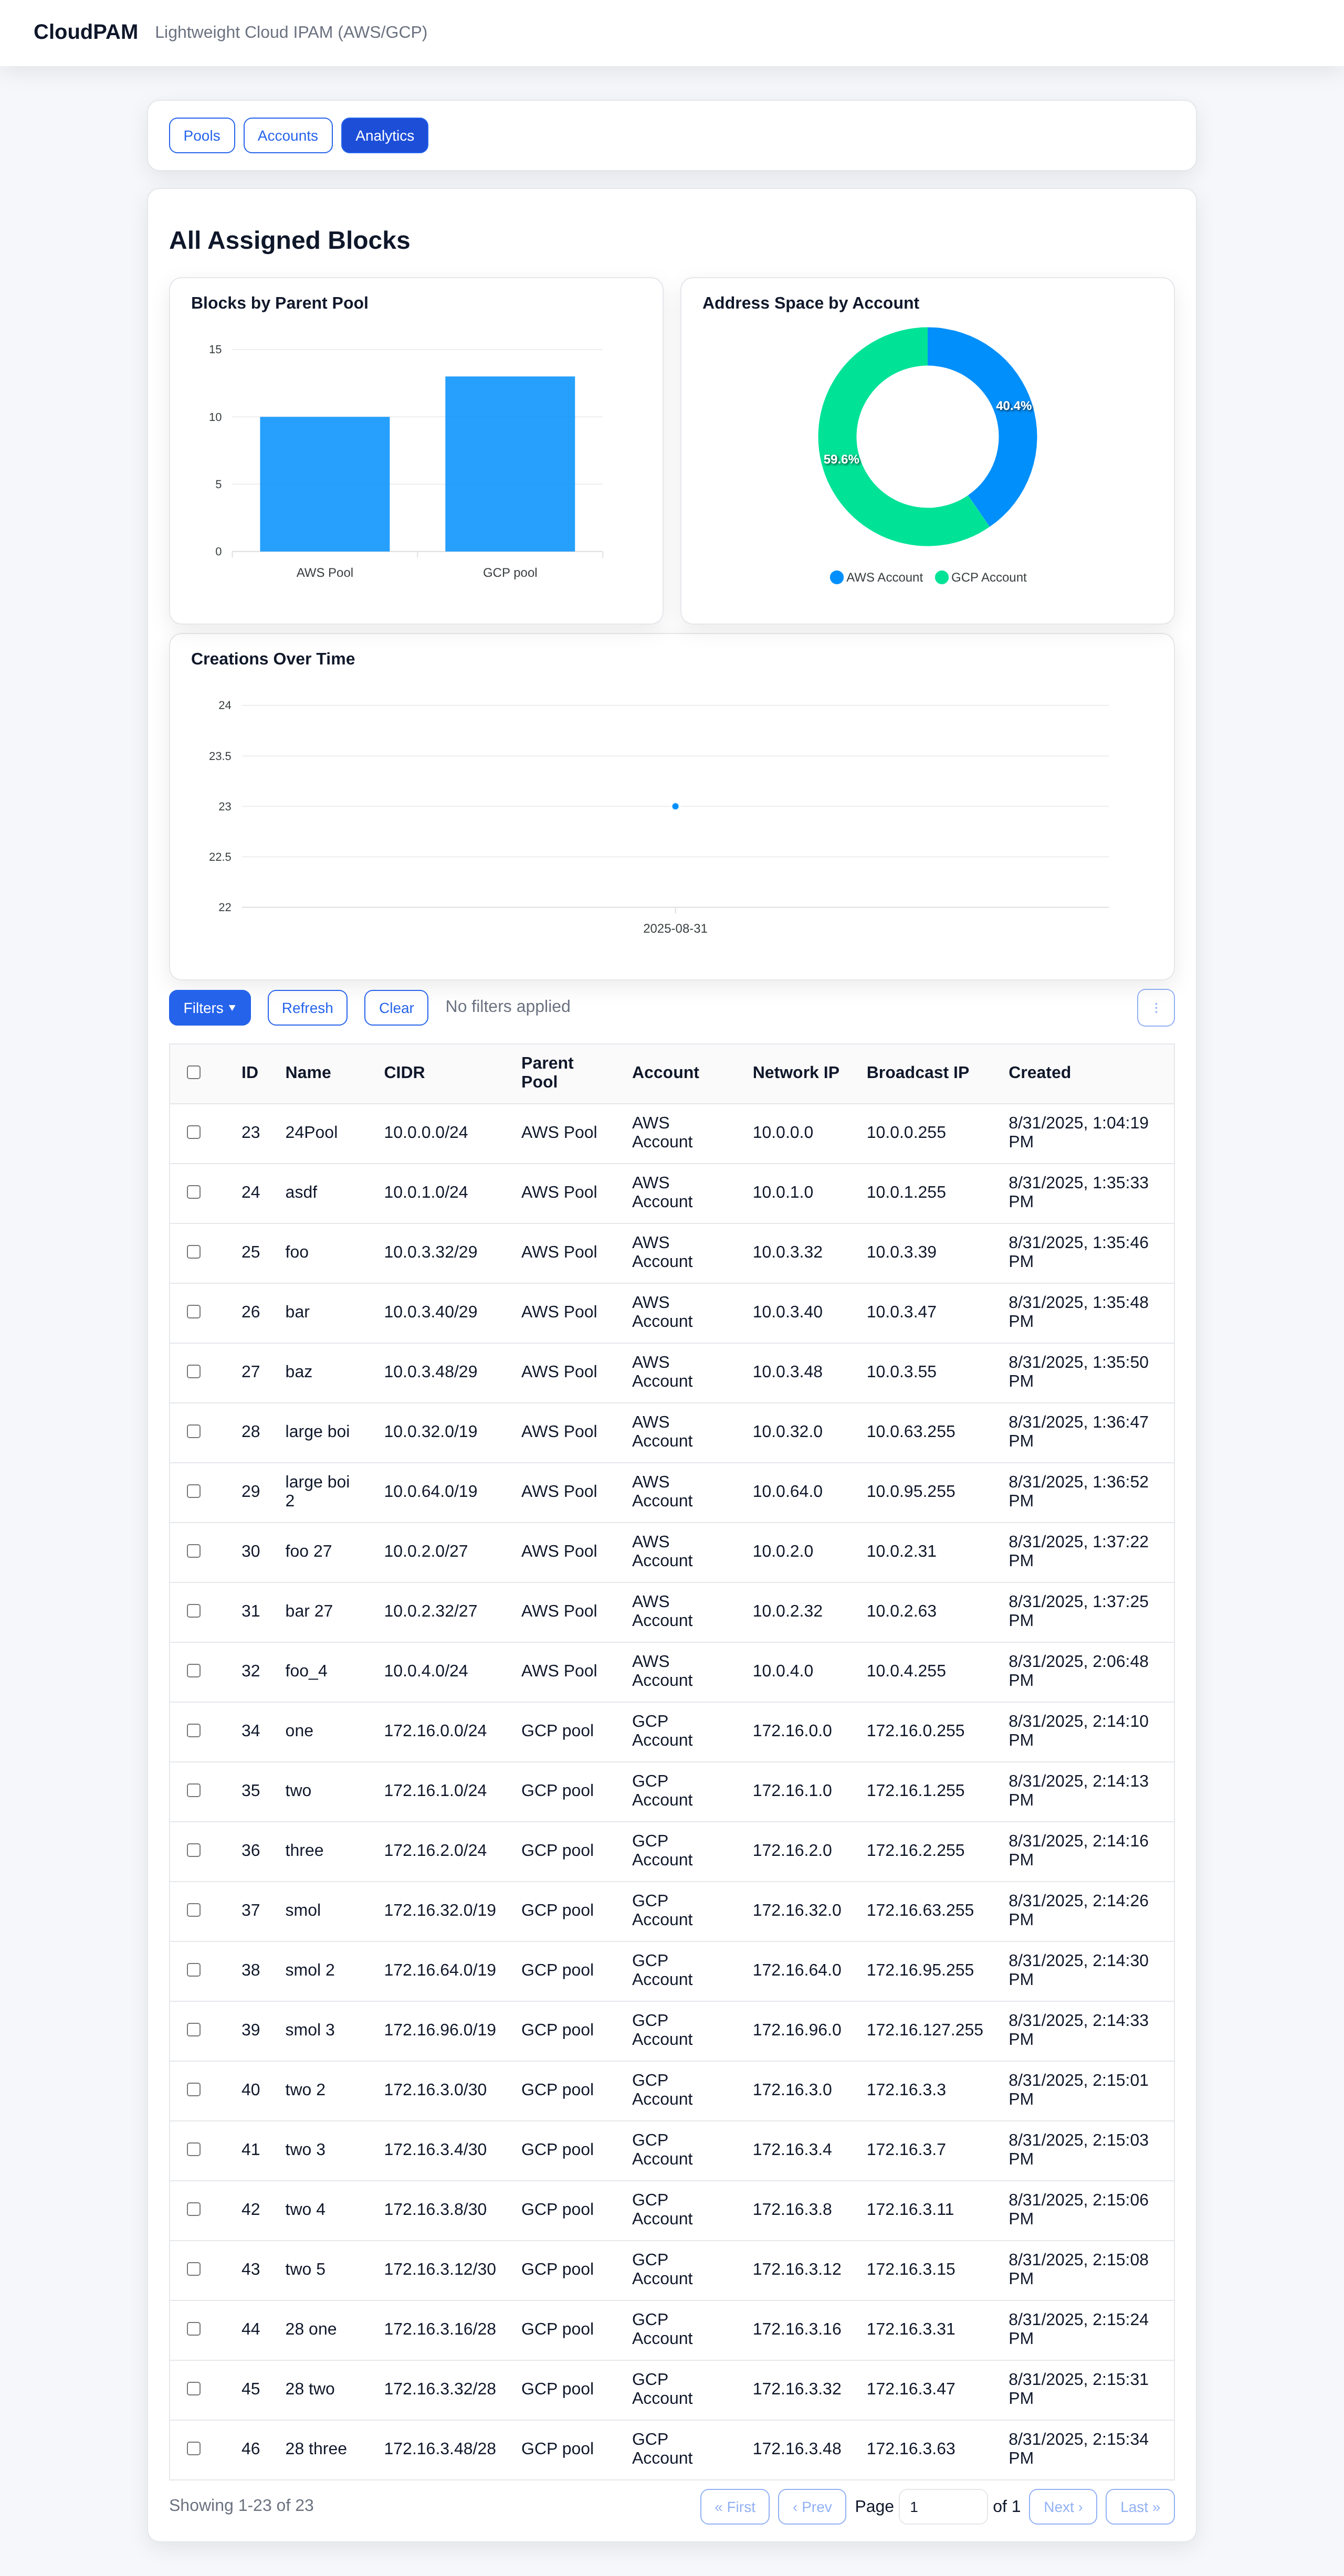 CloudPAM Lightweight Cloud IPAM (AWS/GCP)
Pools Accounts Analytics
All Assigned Blocks
Blocks by Parent Pool
15
10
5
0
AWS Pool GCP pool
Address Space by Account
40.4%
59.6%
AWS Account GCP Account
Creations Over Time
24
23.5
23
22.5
22
2025-08-31
Filters ▾ Refresh Clear No filters applied ⋮
ID Name CIDR Parent Pool Account Network IP Broadcast IP Created
23 24Pool 10.0.0.0/24 AWS Pool AWS Account 10.0.0.0 10.0.0.255 8/31/2025, 1:04:19 PM
24 asdf 10.0.1.0/24 AWS Pool AWS Account 10.0.1.0 10.0.1.255 8/31/2025, 1:35:33 PM
25 foo 10.0.3.32/29 AWS Pool AWS Account 10.0.3.32 10.0.3.39 8/31/2025, 1:35:46 PM
26 bar 10.0.3.40/29 AWS Pool AWS Account 10.0.3.40 10.0.3.47 8/31/2025, 1:35:48 PM
27 baz 10.0.3.48/29 AWS Pool AWS Account 10.0.3.48 10.0.3.55 8/31/2025, 1:35:50 PM
28 large boi 10.0.32.0/19 AWS Pool AWS Account 10.0.32.0 10.0.63.255 8/31/2025, 1:36:47 PM
29 large boi 2 10.0.64.0/19 AWS Pool AWS Account 10.0.64.0 10.0.95.255 8/31/2025, 1:36:52 PM
30 foo 27 10.0.2.0/27 AWS Pool AWS Account 10.0.2.0 10.0.2.31 8/31/2025, 1:37:22 PM
31 bar 27 10.0.2.32/27 AWS Pool AWS Account 10.0.2.32 10.0.2.63 8/31/2025, 1:37:25 PM
32 foo_4 10.0.4.0/24 AWS Pool AWS Account 10.0.4.0 10.0.4.255 8/31/2025, 2:06:48 PM
34 one 172.16.0.0/24 GCP pool GCP Account 172.16.0.0 172.16.0.255 8/31/2025, 2:14:10 PM
35 two 172.16.1.0/24 GCP pool GCP Account 172.16.1.0 172.16.1.255 8/31/2025, 2:14:13 PM
36 three 172.16.2.0/24 GCP pool GCP Account 172.16.2.0 172.16.2.255 8/31/2025, 2:14:16 PM
37 smol 172.16.32.0/19 GCP pool GCP Account 172.16.32.0 172.16.63.255 8/31/2025, 2:14:26 PM
38 smol 2 172.16.64.0/19 GCP pool GCP Account 172.16.64.0 172.16.95.255 8/31/2025, 2:14:30 PM
39 smol 3 172.16.96.0/19 GCP pool GCP Account 172.16.96.0 172.16.127.255 8/31/2025, 2:14:33 PM
40 two 2 172.16.3.0/30 GCP pool GCP Account 172.16.3.0 172.16.3.3 8/31/2025, 2:15:01 PM
41 two 3 172.16.3.4/30 GCP pool GCP Account 172.16.3.4 172.16.3.7 8/31/2025, 2:15:03 PM
42 two 4 172.16.3.8/30 GCP pool GCP Account 172.16.3.8 172.16.3.11 8/31/2025, 2:15:06 PM
43 two 5 172.16.3.12/30 GCP pool GCP Account 172.16.3.12 172.16.3.15 8/31/2025, 2:15:08 PM
44 28 one 172.16.3.16/28 GCP pool GCP Account 172.16.3.16 172.16.3.31 8/31/2025, 2:15:24 PM
45 28 two 172.16.3.32/28 GCP pool GCP Account 172.16.3.32 172.16.3.47 8/31/2025, 2:15:31 PM
46 28 three 172.16.3.48/28 GCP pool GCP Account 172.16.3.48 172.16.3.63 8/31/2025, 2:15:34 PM
Showing 1-23 of 23 « First ‹ Prev Page 1 of 1 Next › Last »